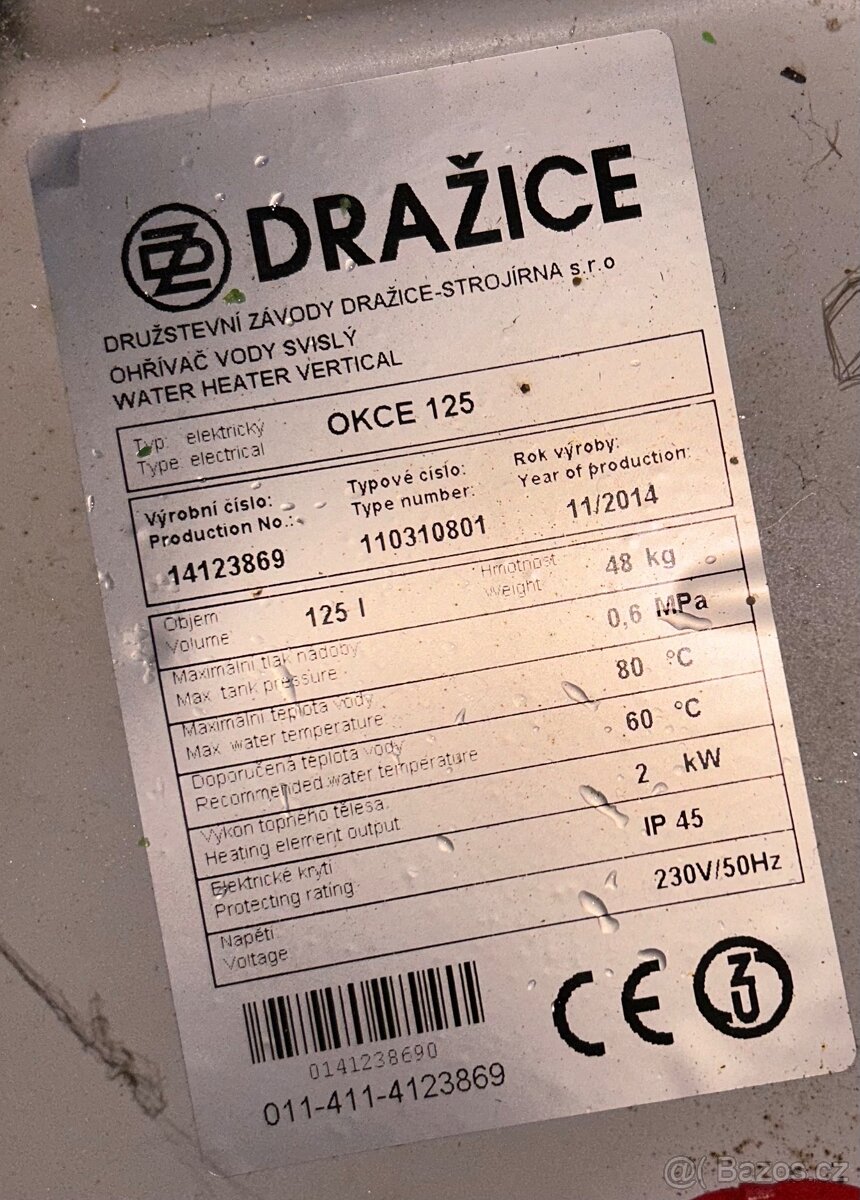 DZD DRAŽICE
DRUŽSTEVNÍ ZÁVODY DRAŽICE-STROJÍRNA s.r.o
OHŘÍVAČ VODY SVISLÝ
WATER HEATER VERTICAL
Typ: elektrický
Type electrical
OKCE 125
Výrobní číslo:
Production No.:
14123869
Typové číslo:
Type number:
110310801
Rok výroby:
Year of production:
11/2014
Objem
Volume
125 l
Hmotnost
weight
48 kg
Maximální tlak nádoby
Max tank pressure
0,6 MPa
Maximální teplota vody
Max water temperature
80 °C
Doporučená teplota vody
Recommended water temperature
60 °C
Výkon topného tělesa
Heating element output
2 kW
Elektrické krytí
Protecting rating
IP 45
Napětí
Voltage
230V/50Hz
0141238690
011-411-4123869
CE
@( Bazos.cz